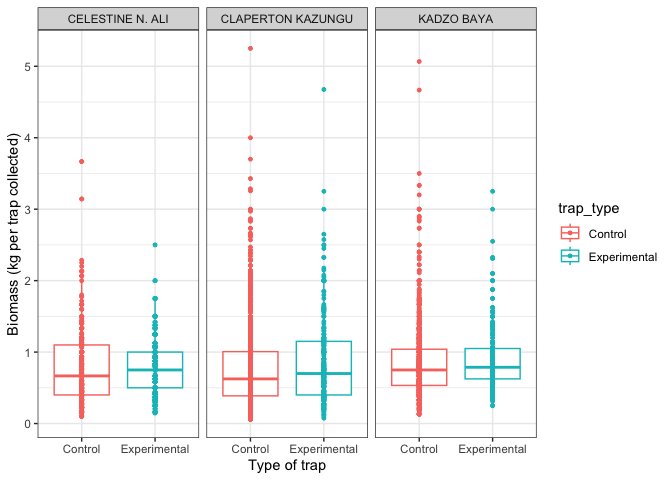 CELESTINE N. ALI
CLAPERTON KAZUNGU
KADZO BAYA
Biomass (kg per trap collected)
5
4
3
2
1
0
Control
Experimental
Control
Experimental
Control
Experimental
Type of trap
trap_type
Control
Experimental